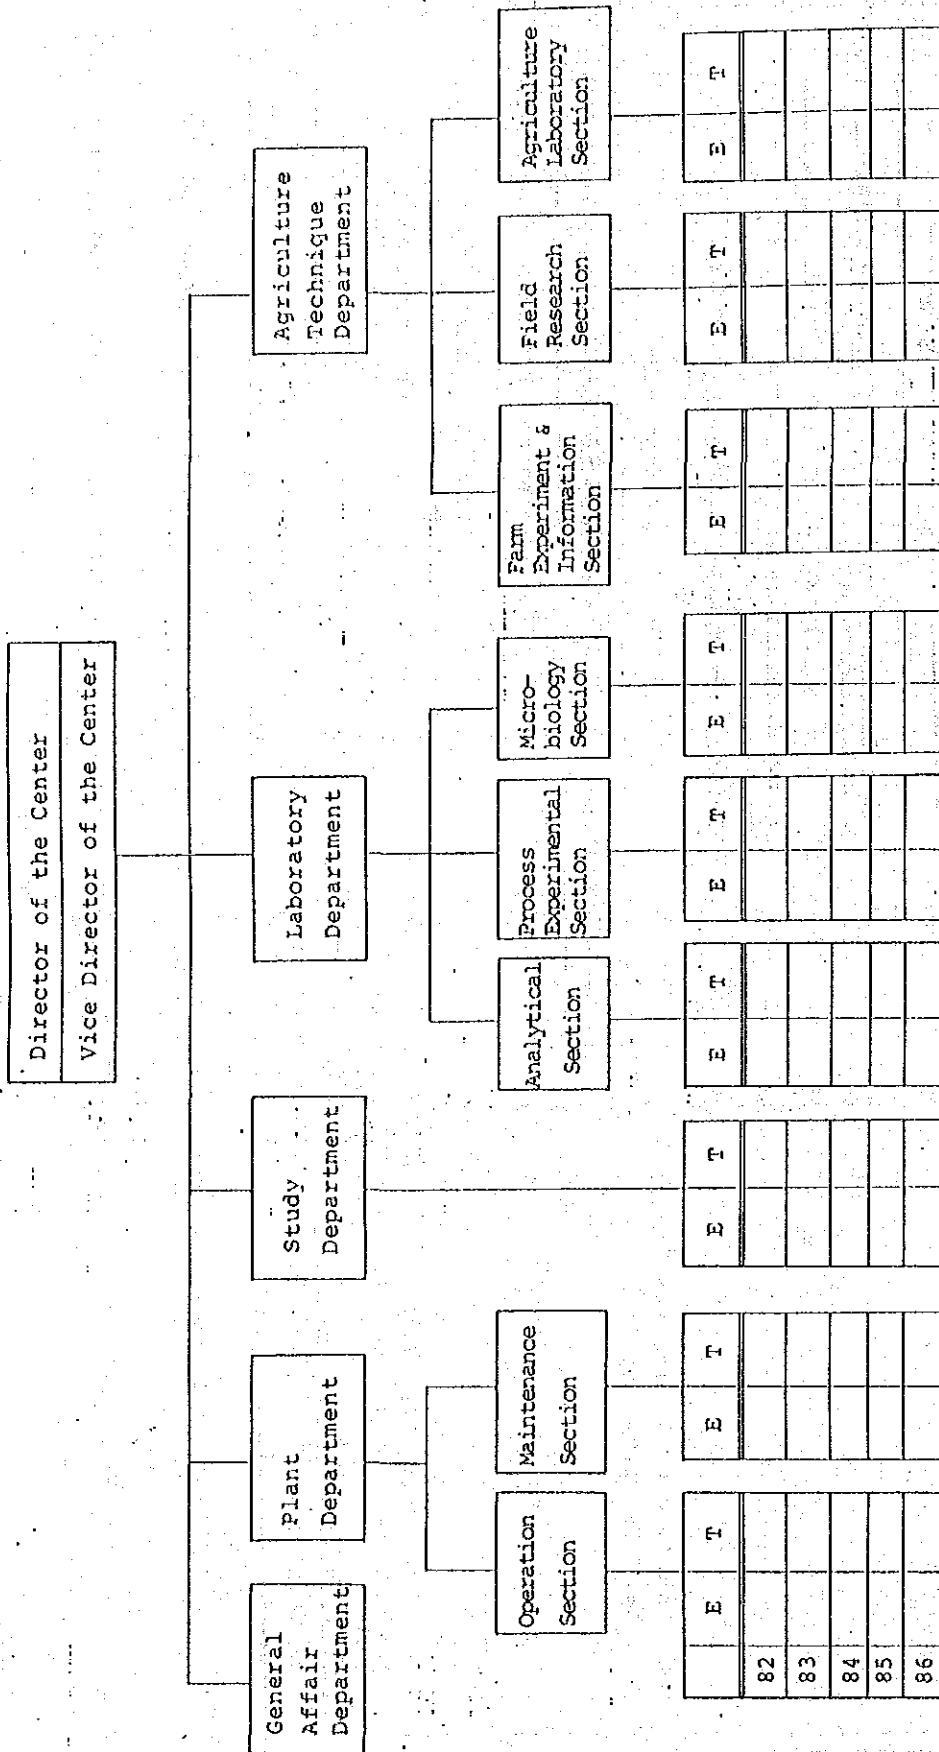 Director of the Center
Vice Director of the Center
General
Affair
Department
Plant
Department
Study
Department
Laboratory
Department
Agriculture
Technique
Department
Operation
Section
Maintenance
Section
Analytical
Section
Process
Experimental
Section
Micro-
biology
Section
Farm
Experiment &
Information
Section
Field
Research
Section
Agriculture
Laboratory
Section
E T E T E T E T E T E T E T E T E T
82
83
84
85
86